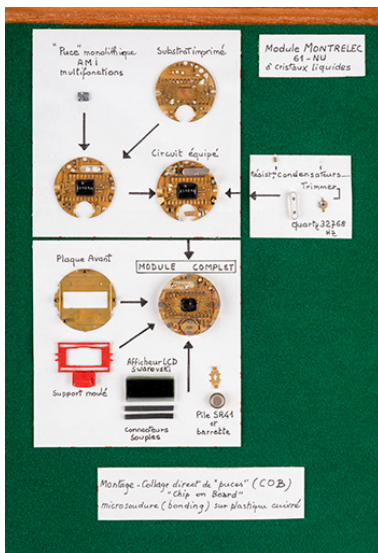 "Puce" monolithique
AMI
multifonctions
Substrat imprimé
Module MONTRELEC
61-NU
à cristaux liquides
Circuit équipé
Résist-condensateurs...
Trimmer
quartz 32768
Hz
Plaque Avant
MODULE COMPLET
Support moulé
Afficheur LCD
Swarovski
Connecteurs
Souples
Pile SR41
et
barrette
Montage-Collage direct de "puces" (COB)
"Chip on Board"
microsoudure (bonding) sur plastique cuivré